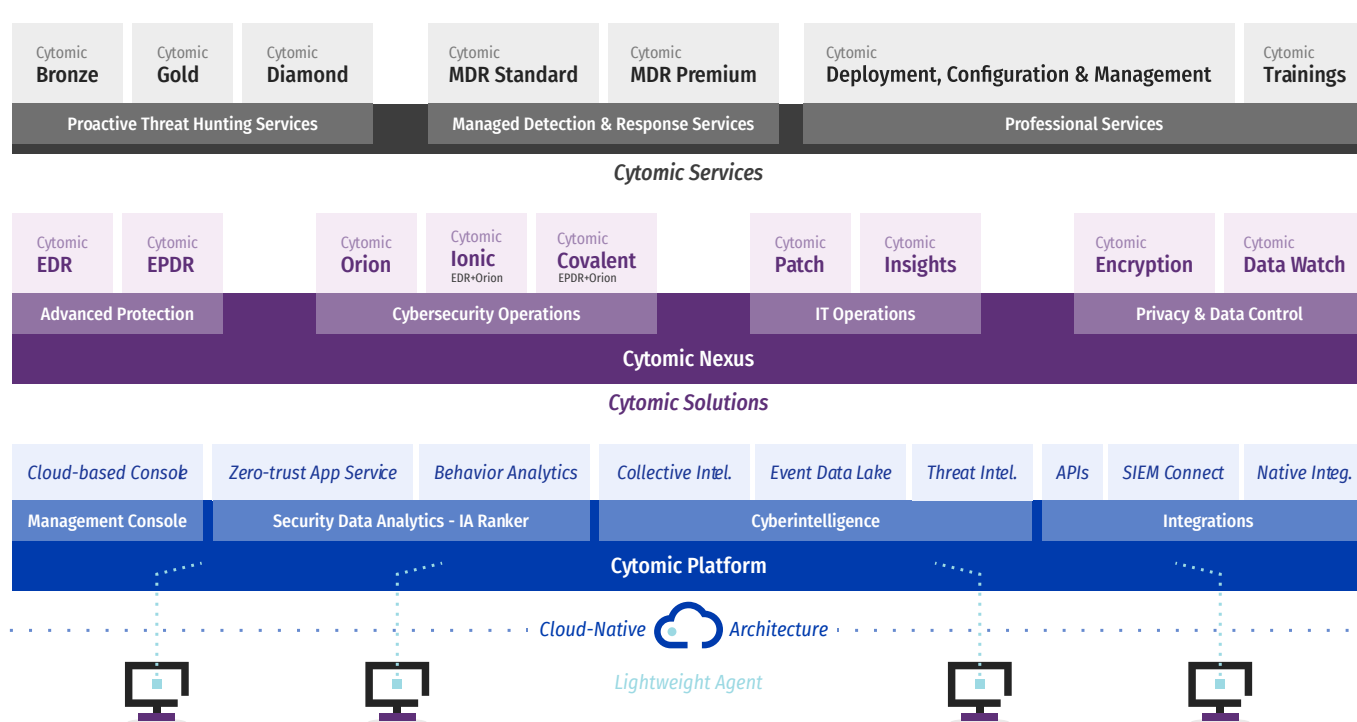 Cytomic
Bronze
Cytomic
Gold
Cytomic
Diamond
Cytomic
MDR Standard
Cytomic
MDR Premium
Cytomic
Deployment, Configuration & Management
Cytomic
Trainings
Proactive Threat Hunting Services
Managed Detection & Response Services
Professional Services
Cytomic Services
Cytomic
EDR
Cytomic
EPDR
Cytomic
Orion
Cytomic
Ionic
EDR+Orion
Cytomic
Covalent
EPDR+Orion
Cytomic
Patch
Cytomic
Insights
Cytomic
Encryption
Cytomic
Data Watch
Advanced Protection
Cybersecurity Operations
IT Operations
Privacy & Data Control
Cytomic Nexus
Cytomic Solutions
Cloud-based Console
Zero-trust App Service
Behavior Analytics
Collective Intel.
Event Data Lake
Threat Intel.
APIs
SIEM Connect
Native Integ.
Management Console
Security Data Analytics - IA Ranker
Cyberintelligence
Integrations
Cytomic Platform
Cloud-Native Architecture
Lightweight Agent